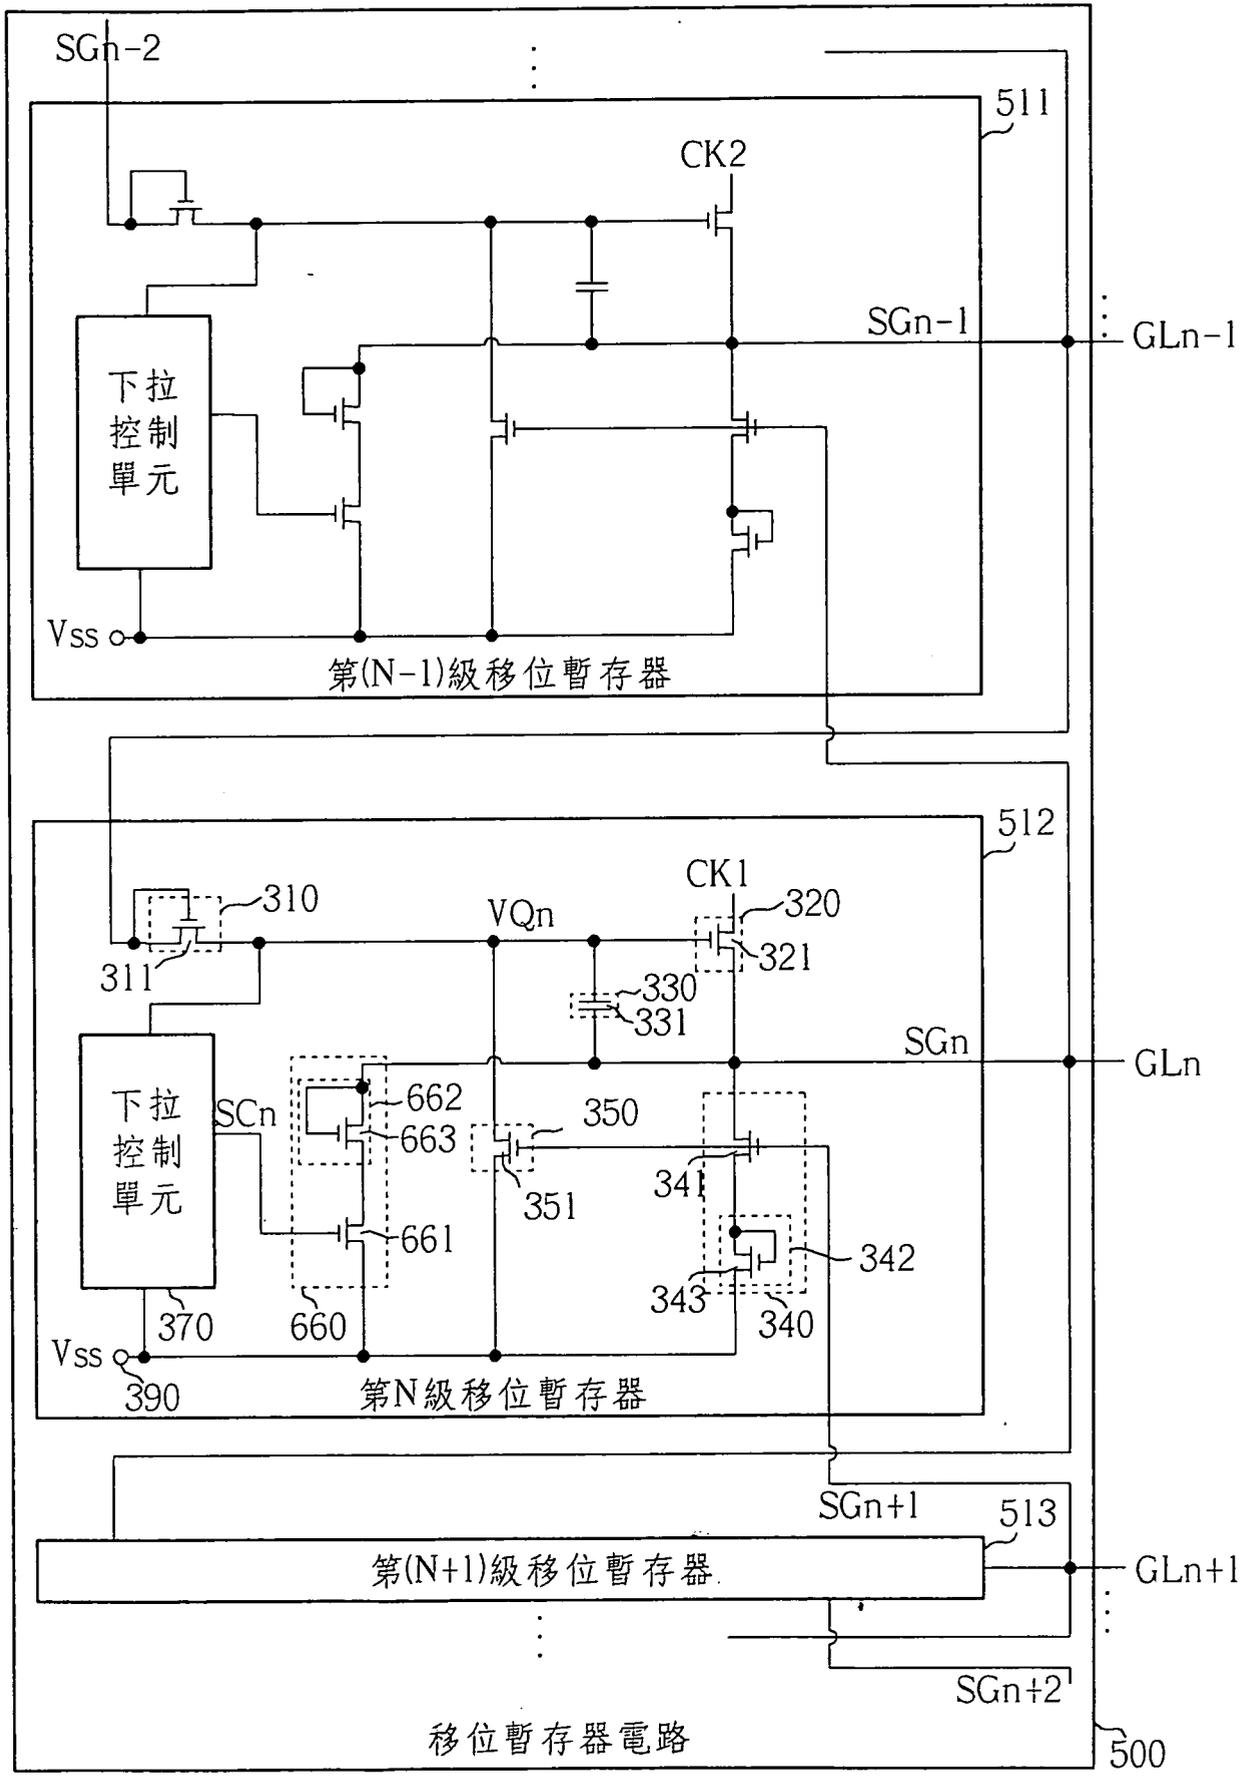 SGn-2
511
CK2
SGn-1
GLn-1
下拉
控制
單元
VSS
第(N-1)級移位暫存器
512
CK1
310
VQn
320
311
321
330
331
SGn
GLn
下拉
控制
單元
SCn
662
663
350
341
351
661
342
343
370
660
340
VSS
390
第N級移位暫存器
SGn+1
513
第(N+1)級移位暫存器
GLn+1
SGn+2
移位暫存器電路
500